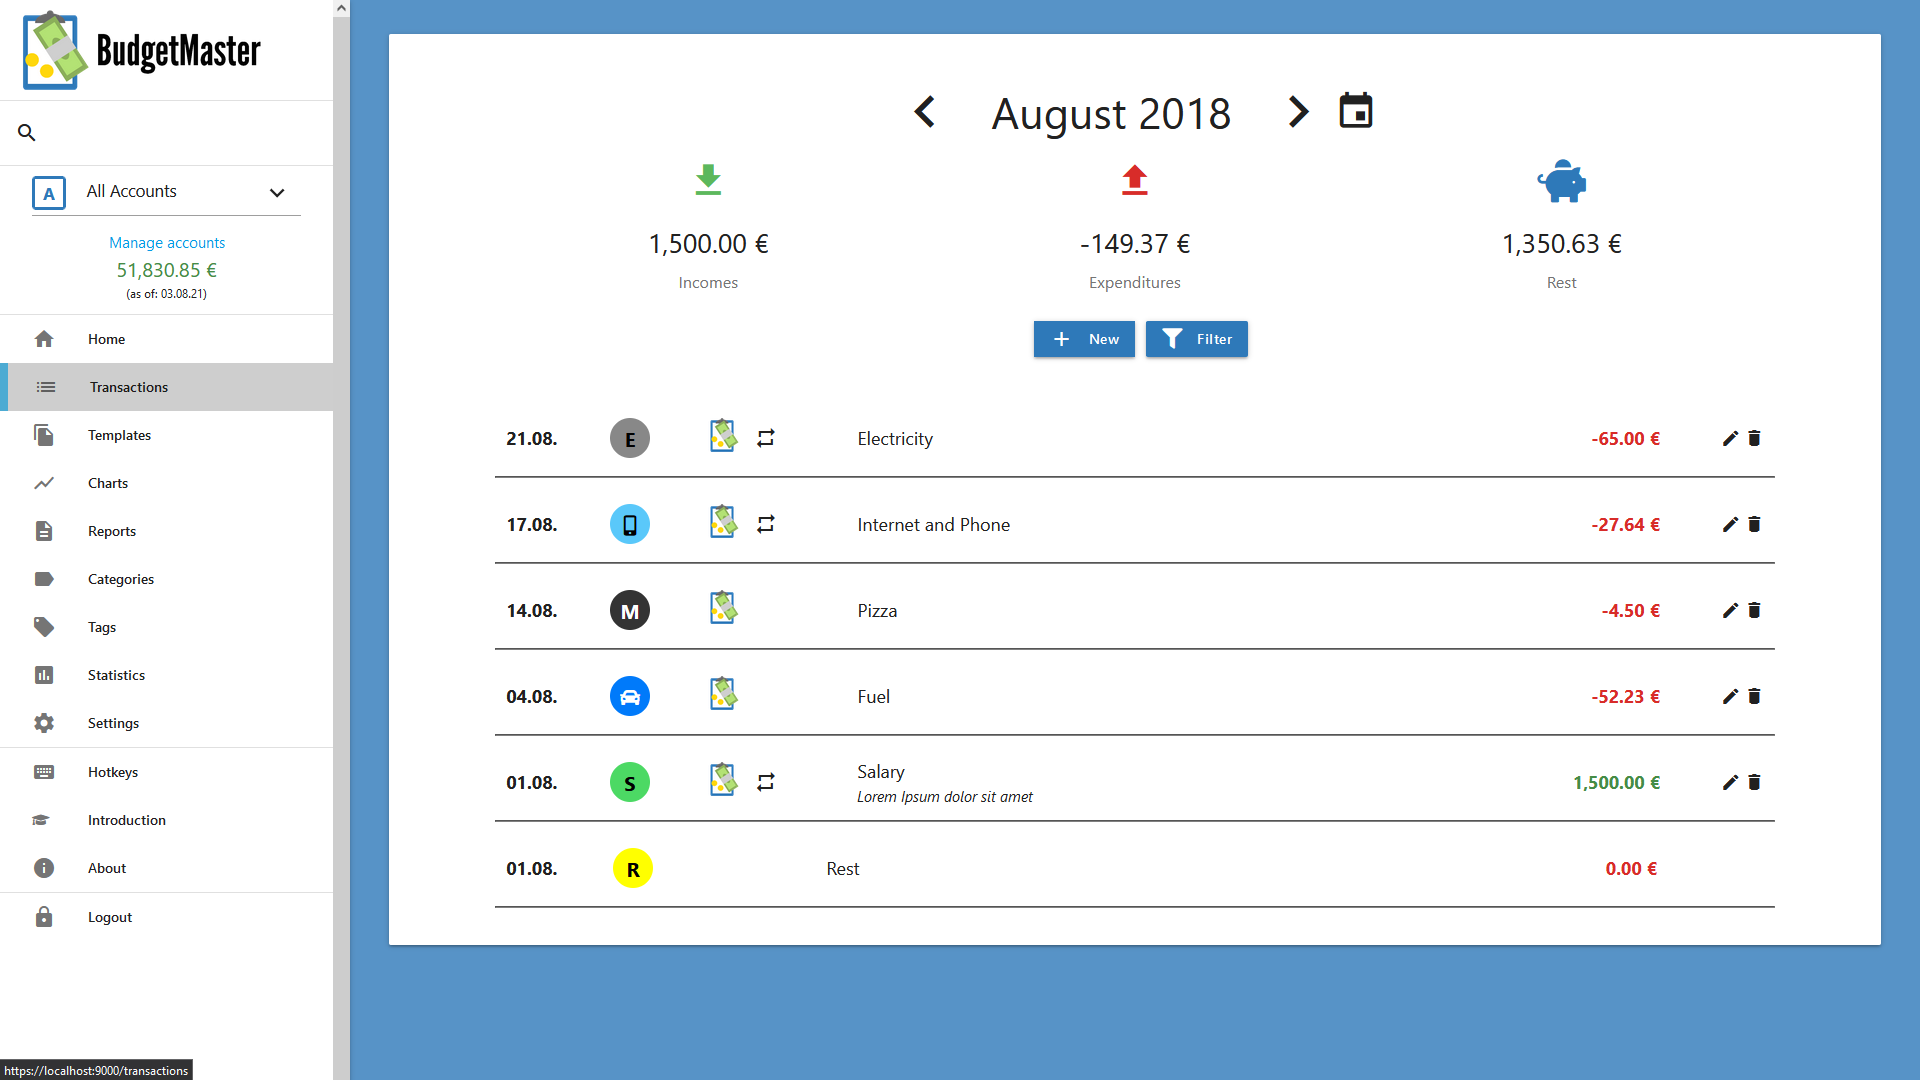 BudgetMaster
A All Accounts
Manage accounts
51,830.85 €
(as of: 03.08.21)
Home
Transactions
Templates
Charts
Reports
Categories
Tags
Statistics
Settings
Hotkeys
Introduction
About
Logout
https://localhost:9000/transactions
August 2018
1,500.00 €
Incomes
-149.37 €
Expenditures
1,350.63 €
Rest
New
Filter
21.08. E Electricity -65.00 €
17.08. Internet and Phone -27.64 €
14.08. M Pizza -4.50 €
04.08. Fuel -52.23 €
01.08. S Salary 1,500.00 €
Lorem Ipsum dolor sit amet
01.08. R Rest 0.00 €